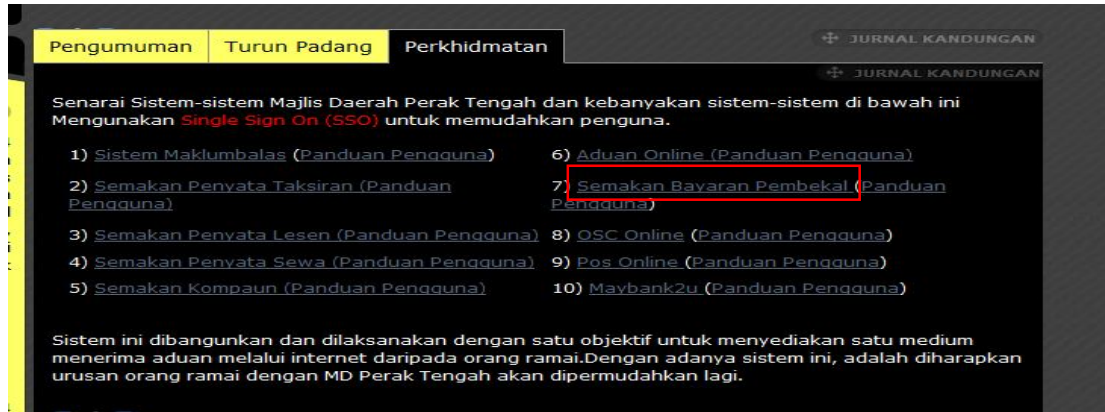 Pengumuman Turun Padang Perkhidmatan
JURNAL KANDUNGAN
JURNAL KANDUNGAN
Senarai Sistem-sistem Majlis Daerah Perak Tengah dan kebanyakan sistem-sistem di bawah ini
Mengunakan Single Sign On (SSO) untuk memudahkan penguna.
1) Sistem Maklumbalas (Panduan Pengguna)
2) Semakan Penyata Taksiran (Panduan
Pengguna)
3) Semakan Penyata Lesen (Panduan Pengguna)
4) Semakan Penyata Sewa (Panduan Pengguna)
5) Semakan Kompaun (Panduan Pengguna)
6) Aduan Online (Panduan Pengguna)
7) Semakan Bayaran Pembekal (Panduan
Pengguna)
8) OSC Online (Panduan Pengguna)
9) Pos Online (Panduan Pengguna)
10) Maybank2u (Panduan Pengguna)
Sistem ini dibangunkan dan dilaksanakan dengan satu objektif untuk menyediakan satu medium
menerima aduan melalui internet daripada orang ramai.Dengan adanya sistem ini, adalah diharapkan
urusan orang ramai dengan MD Perak Tengah akan dipermudahkan lagi.